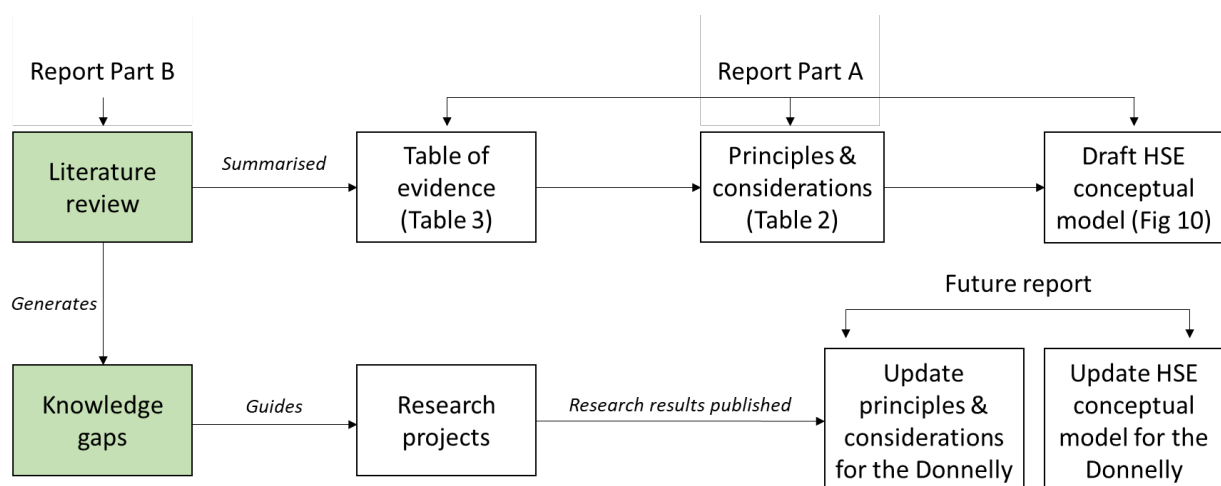 Report Part B
Report Part A
Literature
review
Summarised
Table of
evidence
(Table 3)
Principles &
considerations
(Table 2)
Draft HSE
conceptual
model (Fig 10)
Generates
Future report
Knowledge
gaps
Guides
Research
projects
Research results published
Update
principles &
considerations
for the Donnelly
Update HSE
conceptual
model for the
Donnelly